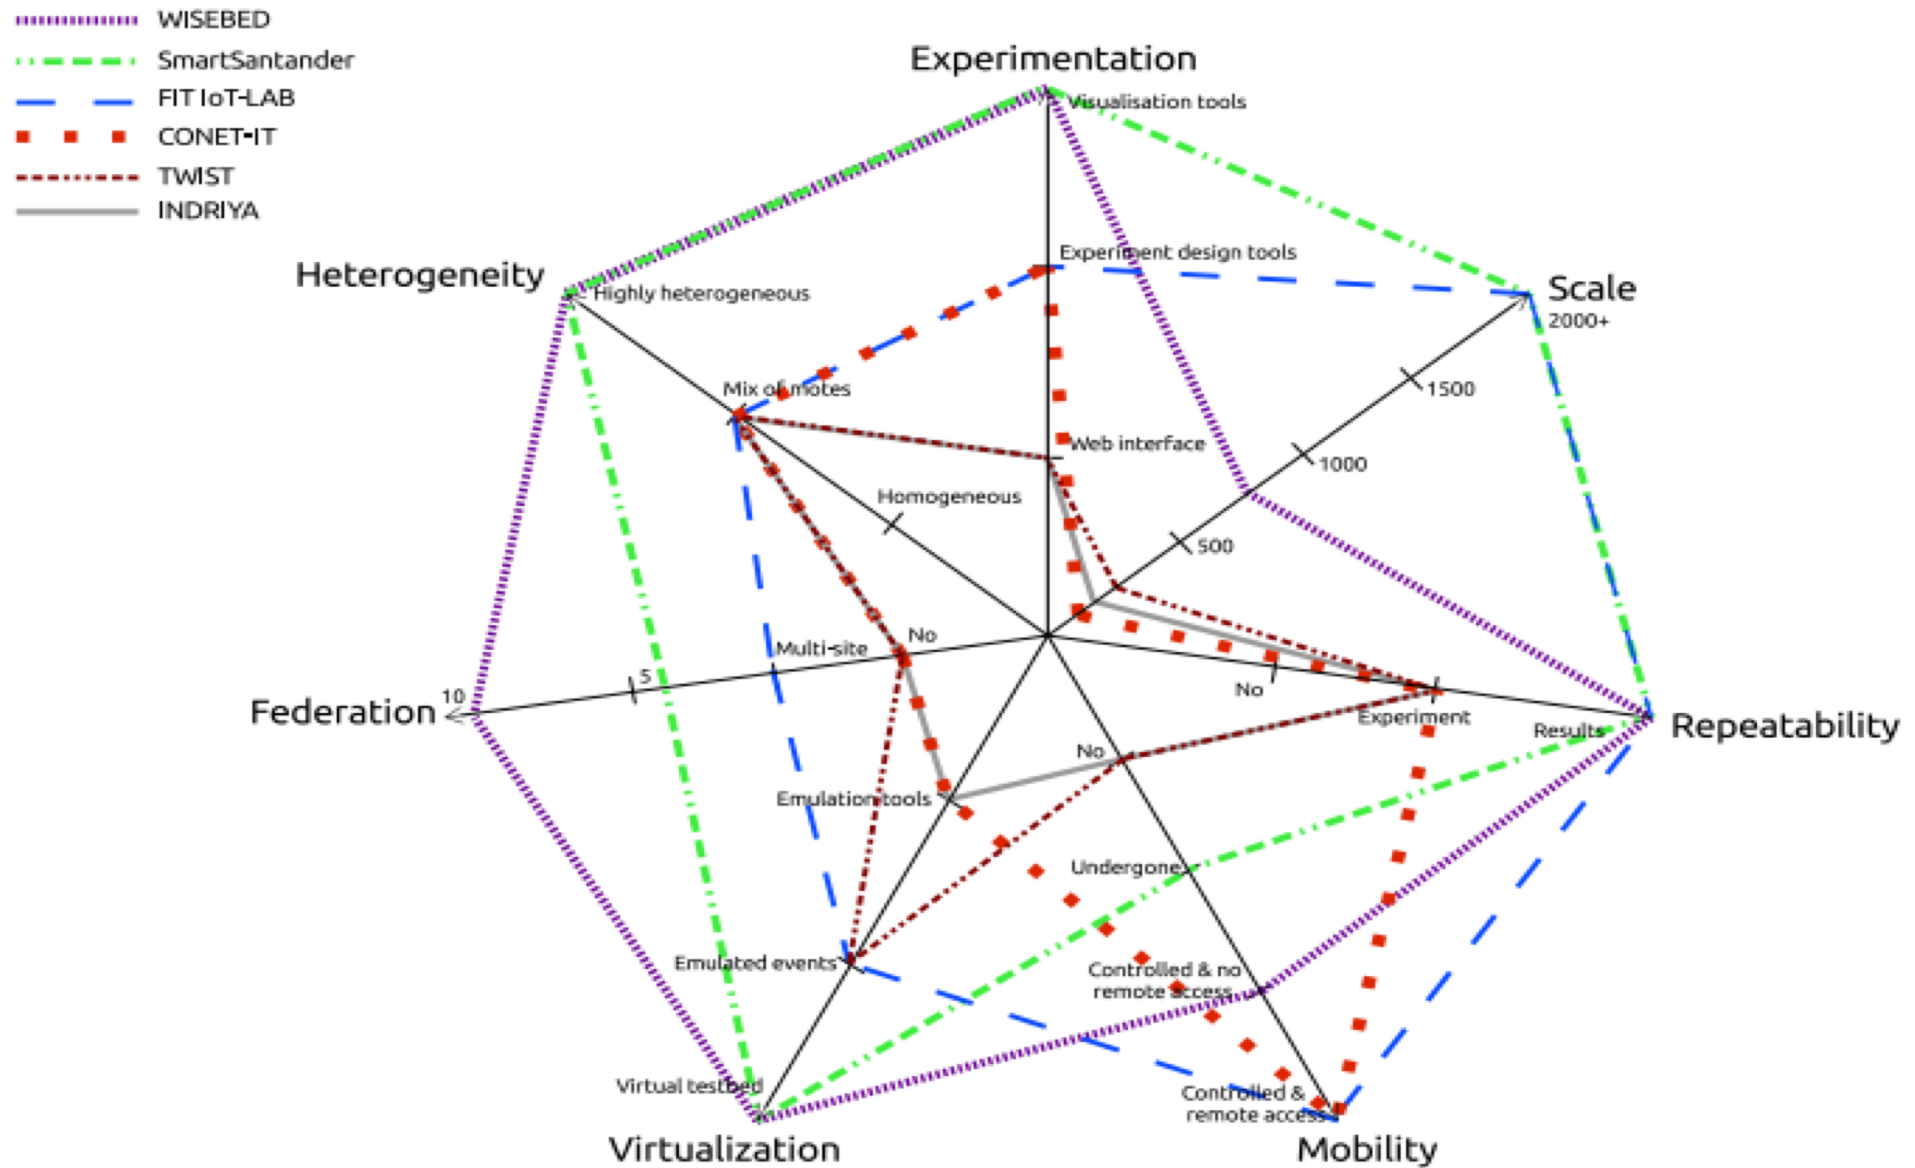 WISEBED
SmartSantander
FIT IoT-LAB
CONET-IT
TWIST
INDRIYA
Experimentation
Visualisation tools
Experiment design tools
Web interface
Heterogeneity
Highly heterogeneous
Mix of motes
Homogeneous
Scale
2000+
1500
1000
500
No
Multi-site
5
10
Federation
No
Experiment
Results
Repeatability
No
Undergone
Controlled & no
remote access
Controlled &
remote access
Mobility
Emulation tools
Emulated events
Virtual testbed
Virtualization